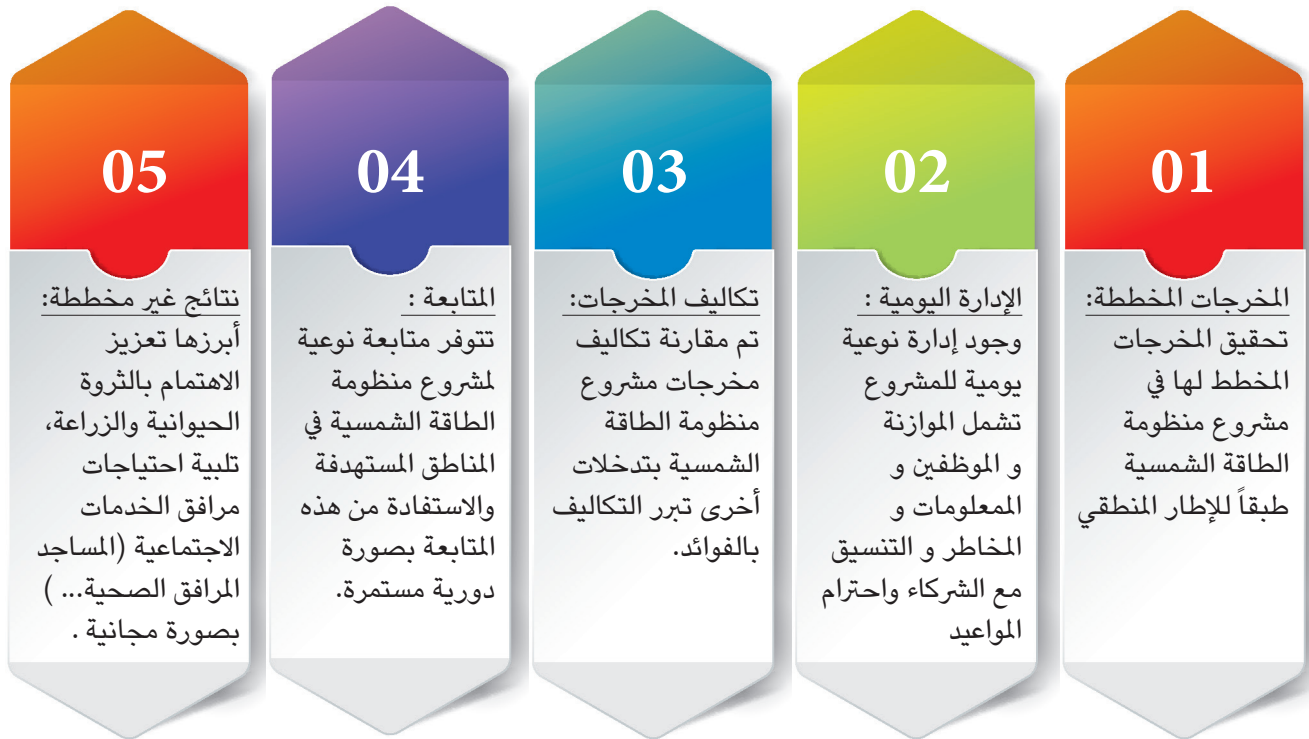 01
المخرجات المخططة:
تحقيق المخرجات
المخطط لها في
مشروع منظومة
الطاقة الشمسية
طبقاً للإطار المنطقي
02
الإدارة اليومية :
وجود إدارة نوعية
يومية للمشروع
تشمل الموازنة
و الموظفين و
الممعلومات و
المخاطر و التنسيق
مع الشركاء واحترام
المواعيد
03
تكاليف المخرجات:
تم مقارنة تكاليف
مخرجات مشروع
منظومة الطاقة
الشمسية بتدخلات
أخرى تبرر التكاليف
بالفوائد.
04
المتابعة :
تتوفر متابعة نوعية
لمشروع منظومة
الطاقة الشمسية في
المناطق المستهدفة
والاستفادة من هذه
المتابعة بصورة
دورية مستمرة.
05
نتائج غير مخططة:
أبرزها تعزيز
الاهتمام بالثروة
الحيوانية والزراعة،
تلبية احتياجات
مرافق الخدمات
الاجتماعية (المساجد
المرافق الصحية... )
بصورة مجانية .